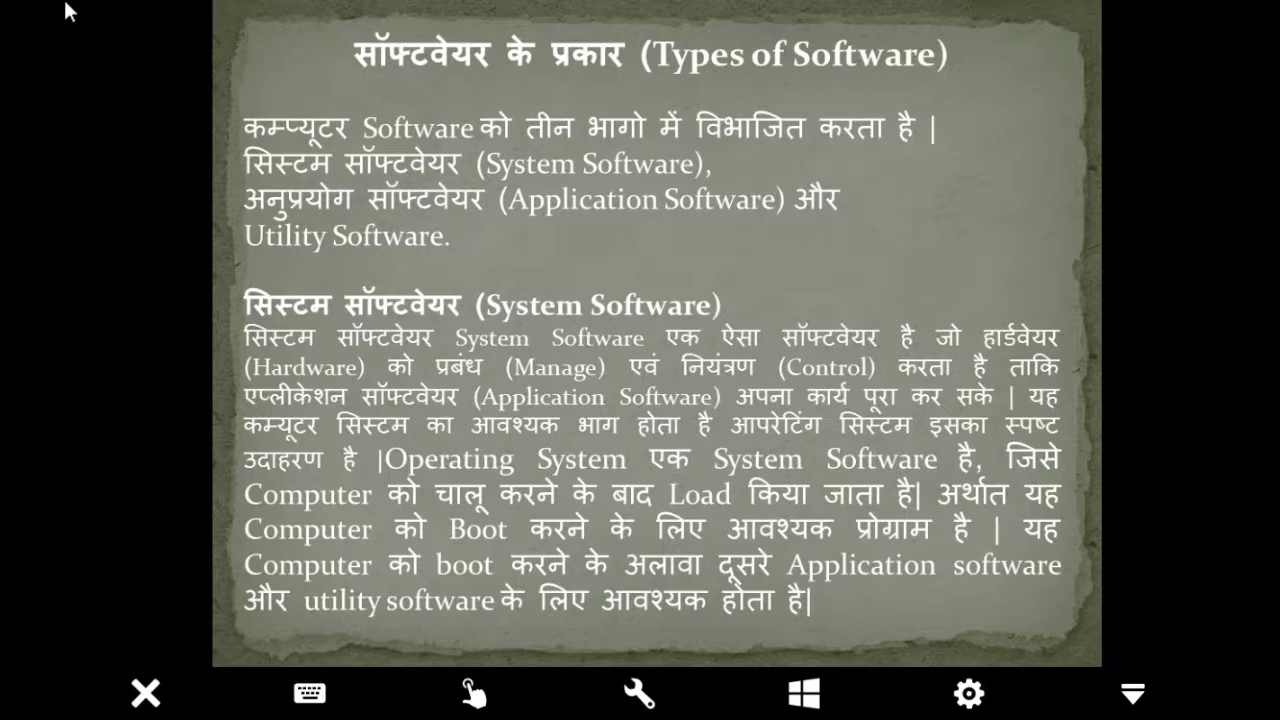 सॉफ्टवेयर के प्रकार (Types of Software)
कम्प्यूटर Software को तीन भागो में विभाजित करता है |
सिस्टम सॉफ्टवेयर (System Software),
अनुप्रयोग सॉफ्टवेयर (Application Software) और
Utility Software.
सिस्टम सॉफ्टवेयर (System Software)
सिस्टम सॉफ्टवेयर System Software एक ऐसा सॉफ्टवेयर है जो हार्डवेयर
(Hardware) को प्रबंध (Manage) एवं नियंत्रण (Control) करता है ताकि
एप्लीकेशन सॉफ्टवेयर (Application Software) अपना कार्य पूरा कर सके | यह
कम्यूटर सिस्टम का आवश्यक भाग होता है आपरेटिंग सिस्टम इसका स्पष्ट
उदाहरण है |Operating System एक System Software है, जिसे
Computer को चालू करने के बाद Load किया जाता है| अर्थात यह
Computer को Boot करने के लिए आवश्यक प्रोग्राम है | यह
Computer को boot करने के अलावा दूसरे Application software
और utility software के लिए आवश्यक होता है|